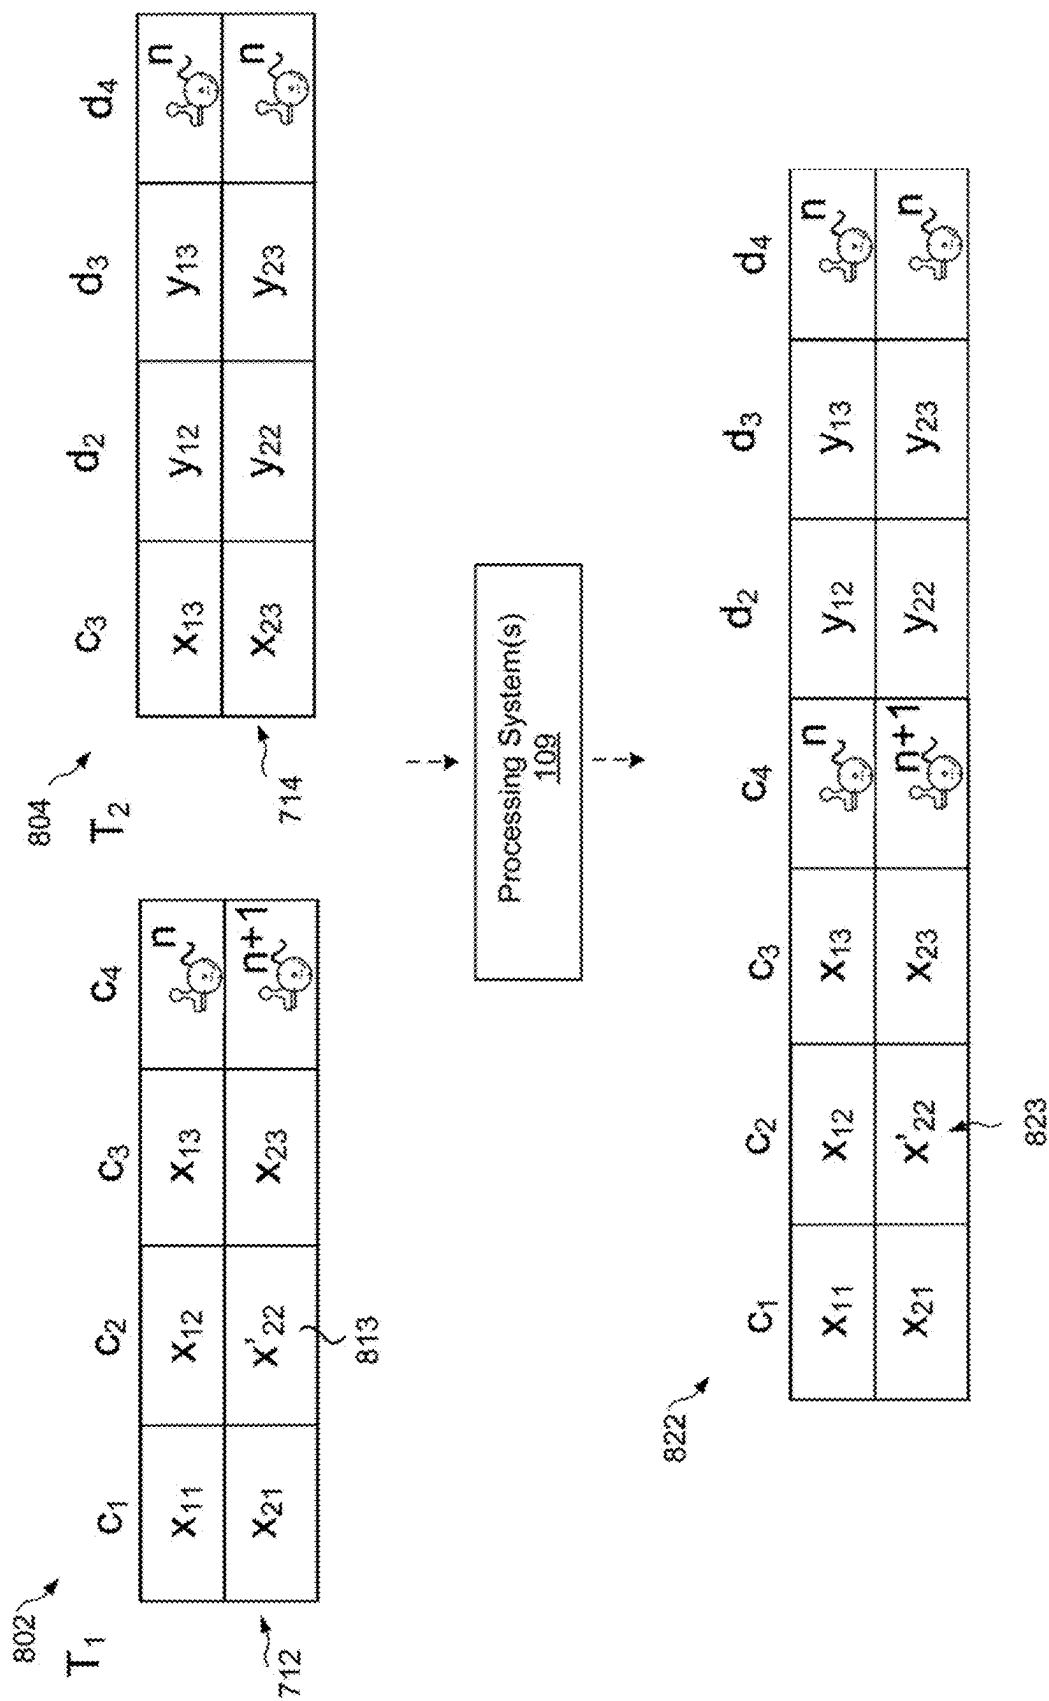 802
T1
c1 c2 c3 c4
x11 x12 x13 n
x21 x'22 x23 n+1
712
813
804
T2
c3 d2 d3 d4
x13 y12 y13 n
x23 y22 y23 n
714
Processing System(s)
109
822
c1 c2 c3 c4 d2 d3 d4
x11 x12 x13 n y12 y13 n
x21 x'22 x23 n+1 y22 y23 n
823